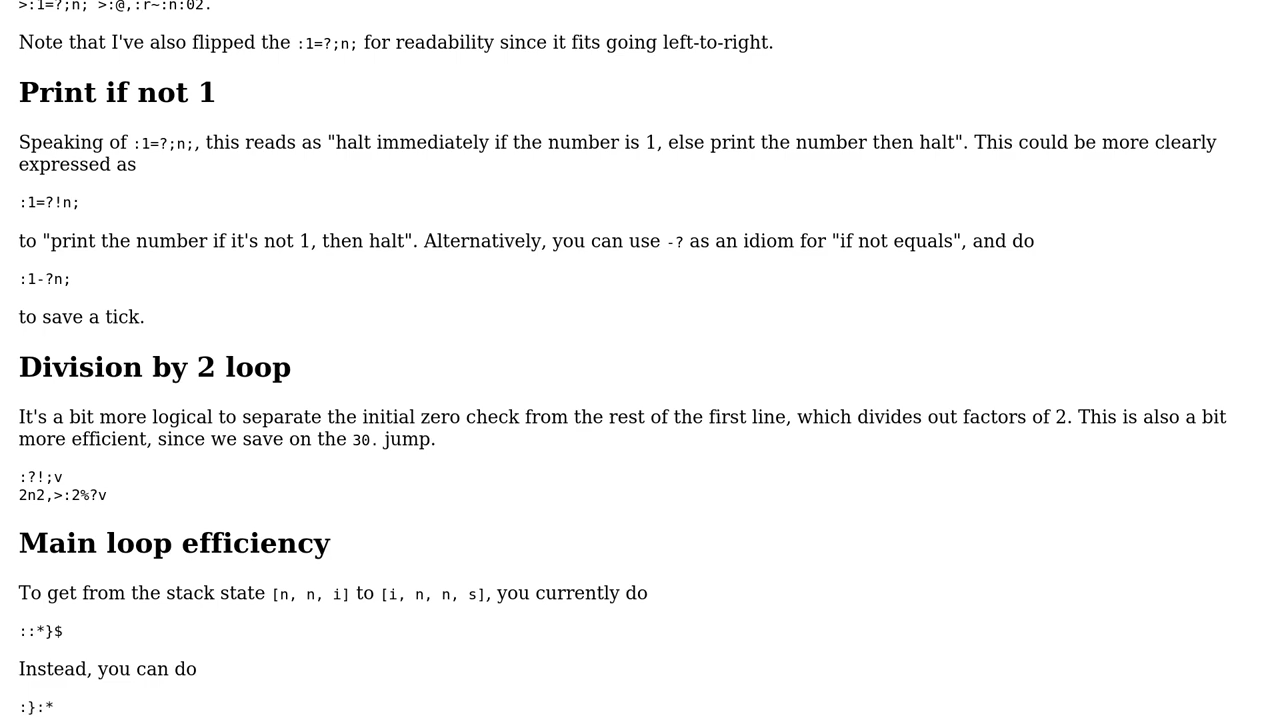 >:1=?;n; >:@,:r~:n:02.
Note that I've also flipped the :1=?;n; for readability since it fits going left-to-right.
Print if not 1
Speaking of :1=?;n;, this reads as "halt immediately if the number is 1, else print the number then halt". This could be more clearly
expressed as
:1=?!n;
to "print the number if it's not 1, then halt". Alternatively, you can use -? as an idiom for "if not equals", and do
:1-?n;
to save a tick.
Division by 2 loop
It's a bit more logical to separate the initial zero check from the rest of the first line, which divides out factors of 2. This is also a bit
more efficient, since we save on the 30. jump.
:?!;v
2n2,>:2%?v
Main loop efficiency
To get from the stack state [n, n, i] to [i, n, n, s], you currently do
::*}$
Instead, you can do
:}:*